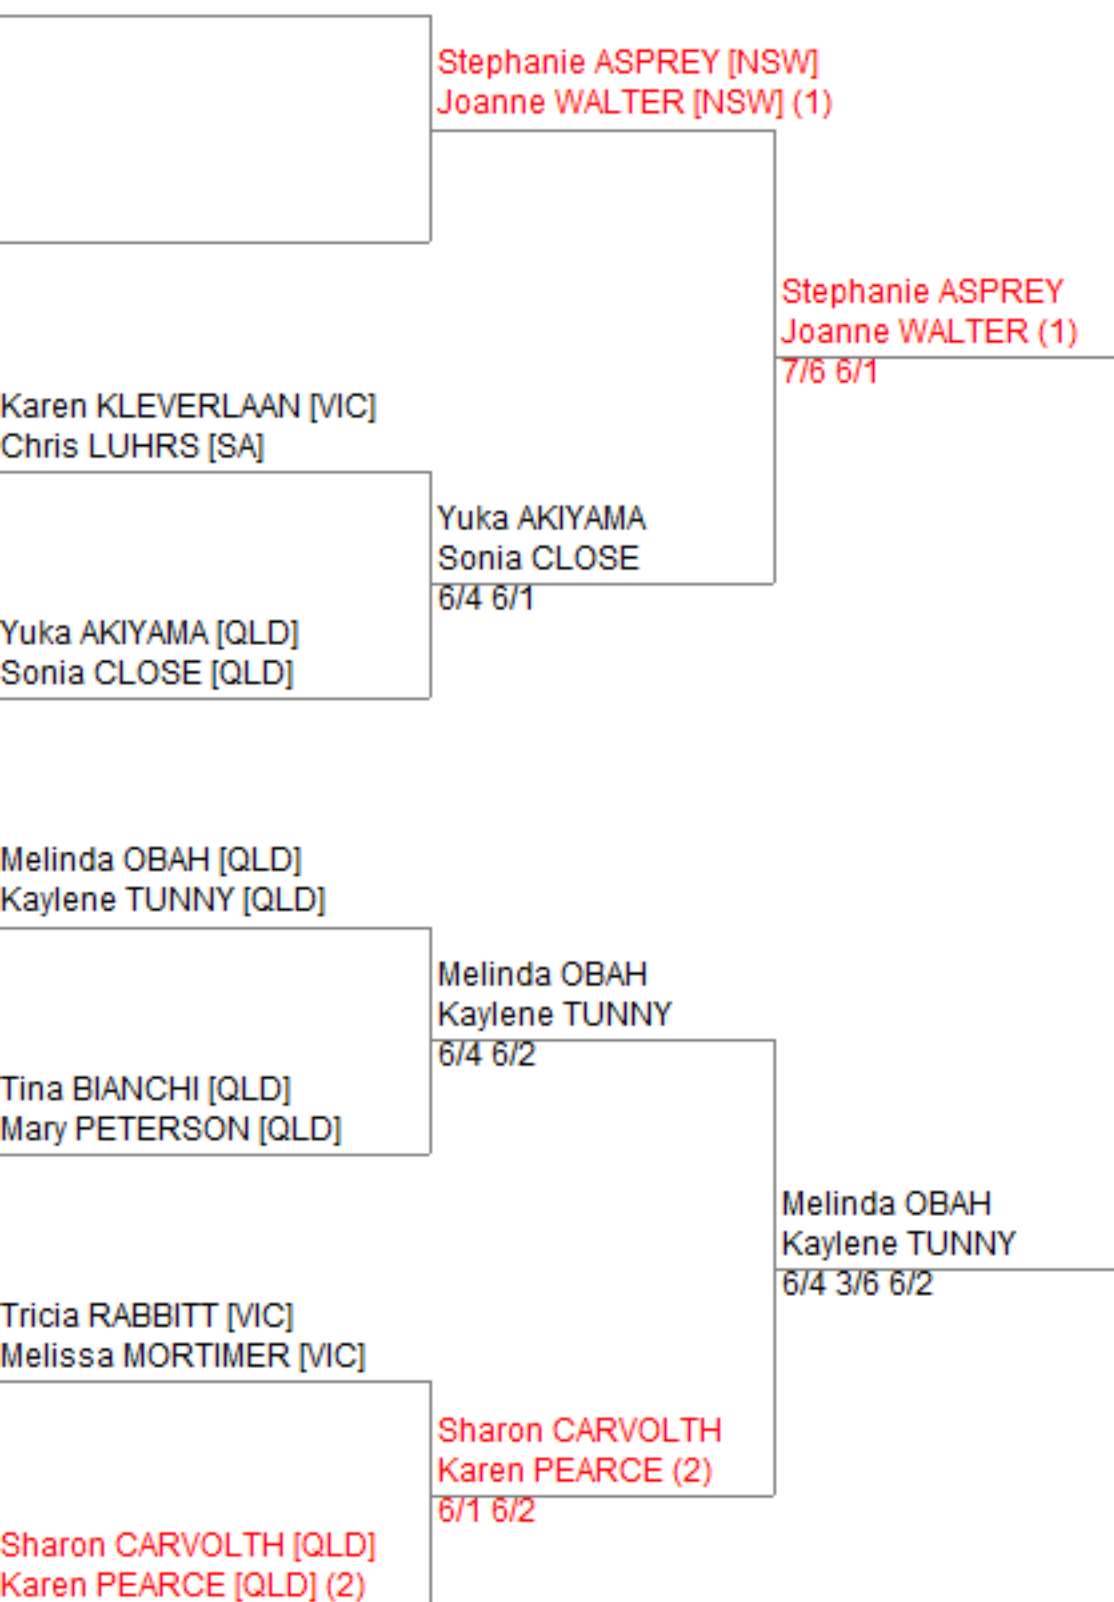 Stephanie ASPREY [NSW]
Joanne WALTER [NSW] (1)
Stephanie ASPREY
Joanne WALTER (1)
7/6 6/1
Karen KLEVERLAAN [VIC]
Chris LUHRS [SA]
Yuka AKIYAMA
Sonia CLOSE
6/4 6/1
Yuka AKIYAMA [QLD]
Sonia CLOSE [QLD]
Melinda OBAH [QLD]
Kaylene TUNNY [QLD]
Melinda OBAH
Kaylene TUNNY
6/4 6/2
Tina BIANCHI [QLD]
Mary PETERSON [QLD]
Melinda OBAH
Kaylene TUNNY
6/4 3/6 6/2
Tricia RABBITT [VIC]
Melissa MORTIMER [VIC]
Sharon CARVOLTH
Karen PEARCE (2)
6/1 6/2
Sharon CARVOLTH [QLD]
Karen PEARCE [QLD] (2)